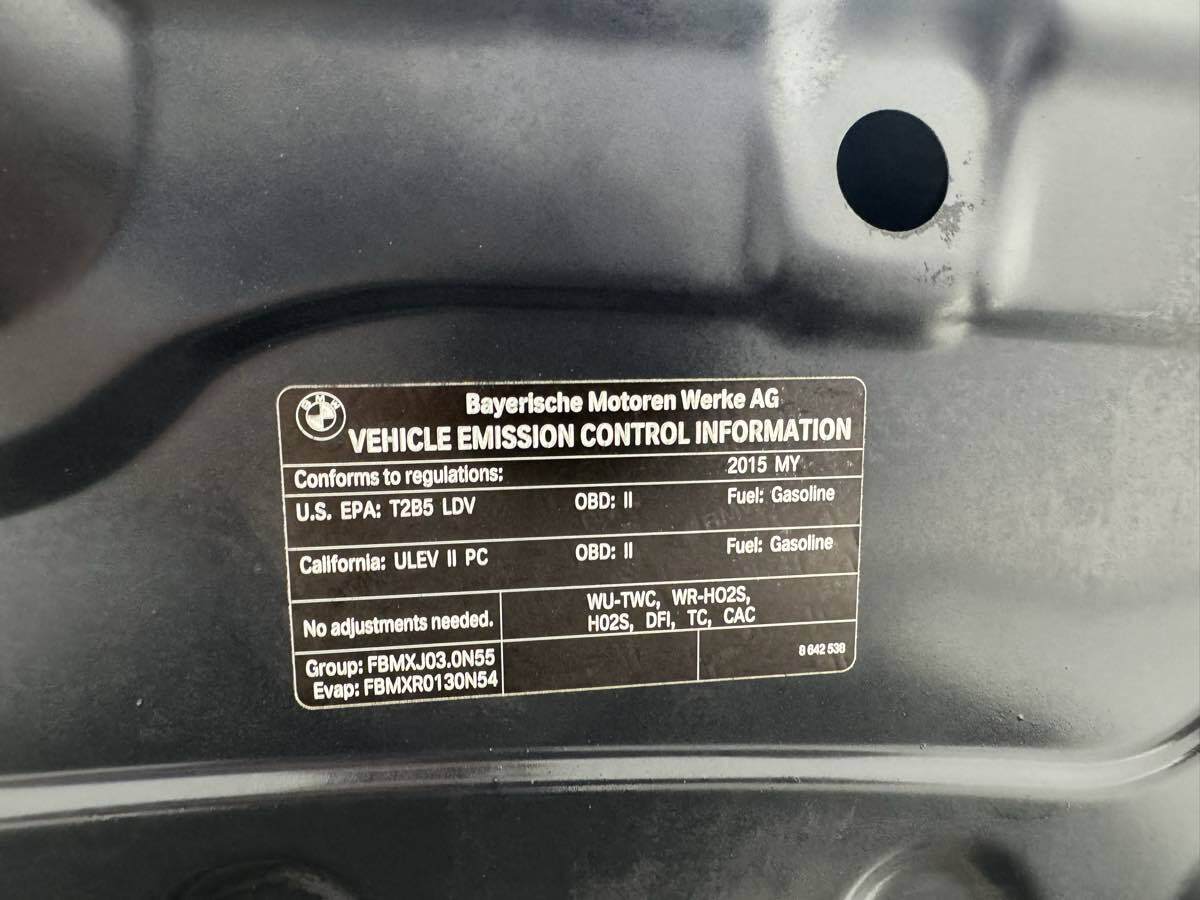 BMW
Bayerische Motoren Werke AG
VEHICLE EMISSION CONTROL INFORMATION
Conforms to regulations: 2015 MY
U.S. EPA: T2B5 LDV OBD: II Fuel: Gasoline
California: ULEV II PC OBD: II Fuel: Gasoline
No adjustments needed.
WU-TWC, WR-HO2S,
HO2S, DFI, TC, CAC
Group: FBMXJ03.0N55
Evap: FBMXR0130N54
8 642 538